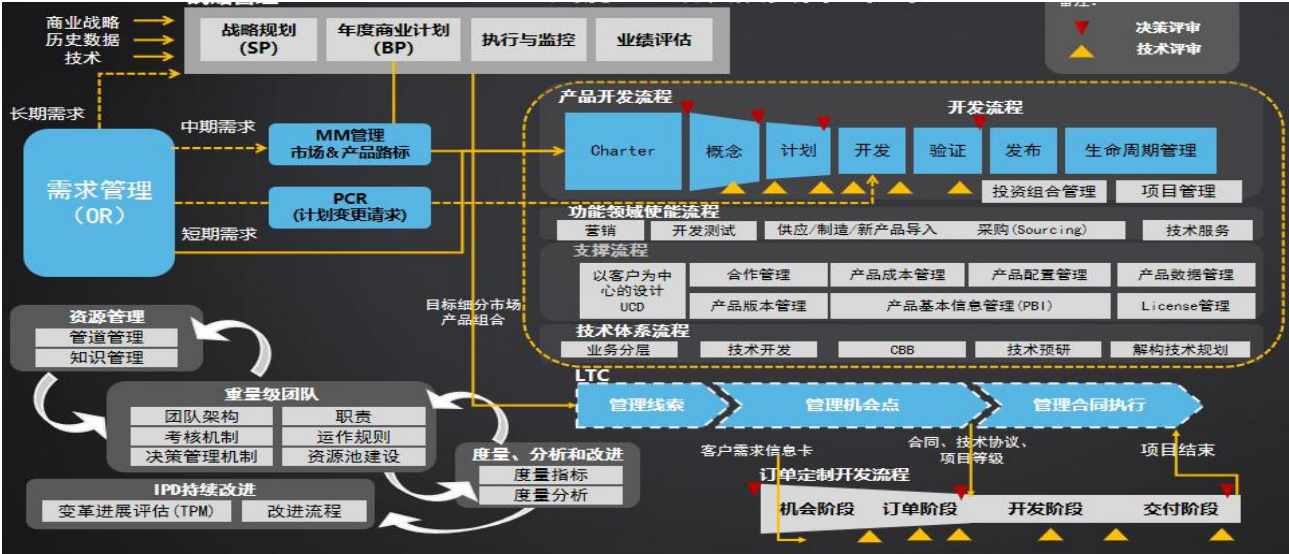 战略管理
备注:
商业战略
历史数据
技术
战略规划
(SP)
年度商业计划
(BP)
执行与监控
业绩评估
决策评审
技术评审
长期需求
需求管理
(OR)
中期需求
MM管理
市场&产品路标
PCR
(计划变更请求)
短期需求
产品开发流程
开发流程
Charter
概念
计划
开发
验证
发布
生命周期管理
投资组合管理
项目管理
功能领域使能流程
营销
开发测试
供应/制造/新产品导入
采购(Sourcing)
技术服务
支撑流程
以客户为中
心的设计
UCD
合作管理
产品成本管理
产品配置管理
产品数据管理
产品版本管理
产品基本信息管理(PBI)
License管理
技术体系流程
业务分层
技术开发
CBB
技术预研
解构技术规划
目标细分市场
产品组合
资源管理
管道管理
知识管理
重量级团队
团队架构
职责
考核机制
运作规则
决策管理机制
资源池建设
度量、分析和改进
度量指标
度量分析
IPD持续改进
变革进展评估(TPM)
改进流程
LTC
管理线索
管理机会点
管理合同执行
客户需求信息卡
合同、技术协议、
项目等级
项目结束
订单定制开发流程
机会阶段
订单阶段
开发阶段
交付阶段